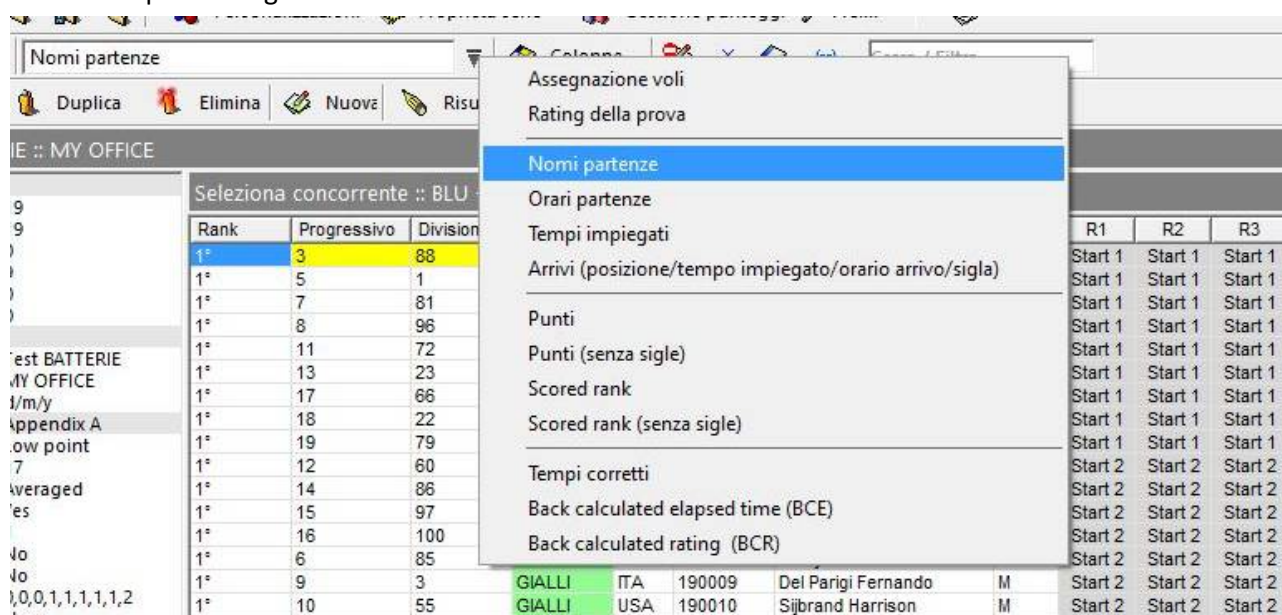 Nomi partenze
Duplica Elimina Nuova Risu
IE :: MY OFFICE
Seleziona concorrente :: BLU
Assegnazione voli
Rating della prova
Nomi partenze
Orari partenze
Tempi impiegati
Arrivi (posizione/tempo impiegato/orario arrivo/sigla)
Punti
Punti (senza sigle)
Scored rank
Scored rank (senza sigle)
Tempi corretti
Back calculated elapsed time (BCE)
Back calculated rating (BCR)
Rank Progressivo Division R1 R2 R3
1° 3 88 Start 1 Start 1 Start 1
1° 5 1 Start 1 Start 1 Start 1
1° 7 81 Start 1 Start 1 Start 1
1° 8 96 Start 1 Start 1 Start 1
1° 11 72 Start 1 Start 1 Start 1
1° 13 23 Start 1 Start 1 Start 1
1° 17 66 Start 1 Start 1 Start 1
1° 18 22 Start 1 Start 1 Start 1
1° 19 79 Start 1 Start 1 Start 1
1° 12 60 Start 2 Start 2 Start 2
1° 14 86 Start 2 Start 2 Start 2
1° 15 97 Start 2 Start 2 Start 2
1° 16 100 Start 2 Start 2 Start 2
1° 6 85 Start 2 Start 2 Start 2
1° 9 3 GIALLI ITA 190009 Del Parigi Fernando M Start 2 Start 2 Start 2
1° 10 55 GIALLI USA 190010 Sijbrand Harrison M Start 2 Start 2 Start 2
9
9
est BATTERIE
MY OFFICE
d/m/y
Appendix A
ow point
7
Averaged
es
No
No
0,0,0,1,1,1,1,1,2